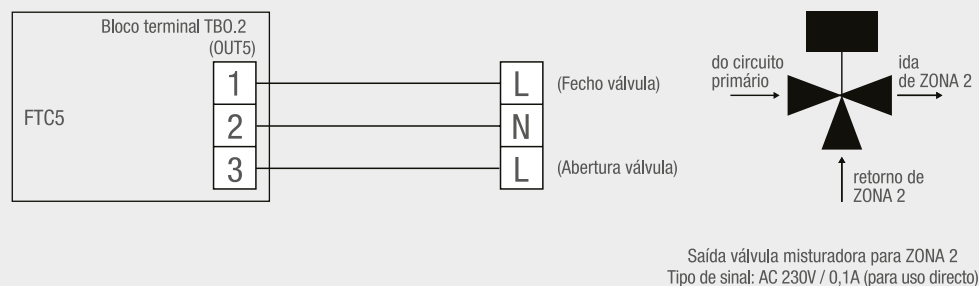 Bloco terminal TBO.2
(OUT5)
FTC5
1
2
3
L
N
L
(Fecho válvula)
(Abertura válvula)
do circuito
primário
ida
de ZONA 2
retorno de
ZONA 2
Saída válvula misturadora para ZONA 2
Tipo de sinal: AC 230V / 0,1A (para uso directo)